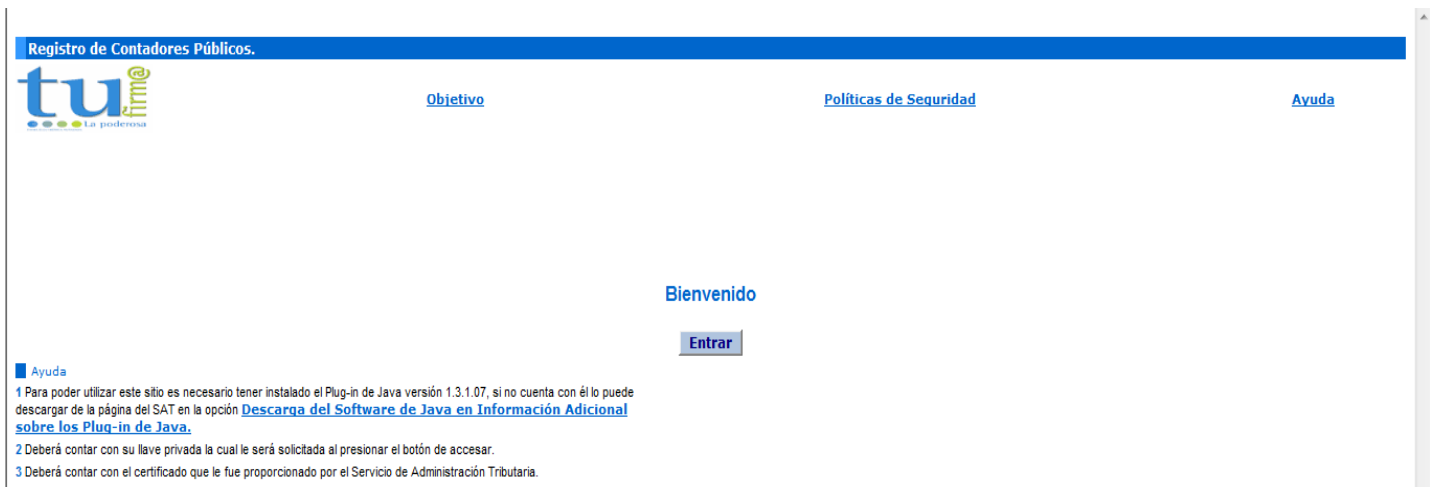 Registro de Contadores Públicos.
tu firm@
La poderosa
Objetivo
Políticas de Seguridad
Ayuda
Bienvenido
Entrar
Ayuda
1 Para poder utilizar este sitio es necesario tener instalado el Plug-in de Java versión 1.3.1.07, si no cuenta con él lo puede
descargar de la página del SAT en la opción Descarga del Software de Java en Información Adicional
sobre los Plug-in de Java.
2 Deberá contar con su llave privada la cual le será solicitada al presionar el botón de accesar.
3 Deberá contar con el certificado que le fue proporcionado por el Servicio de Administración Tributaria.